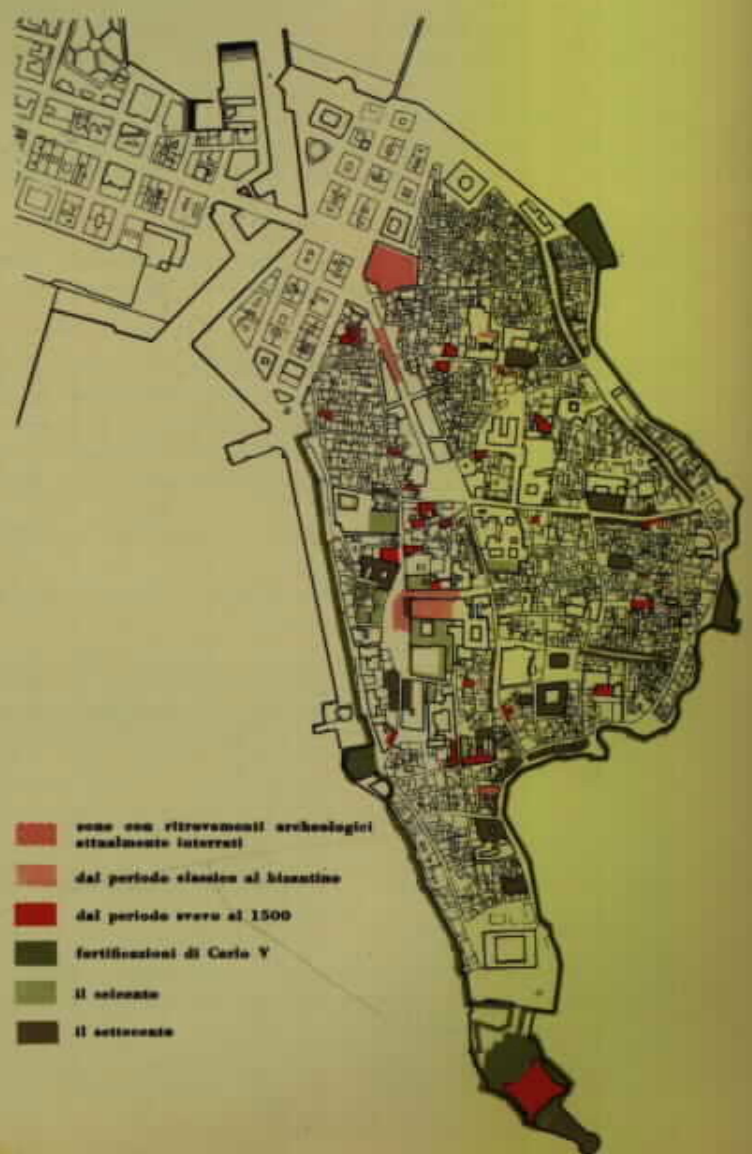 zone con ritrovamenti archeologici
attualmente interrati
dal periodo classico al bizantino
dal periodo svevo al 1500
fortificazioni di Carlo V
il seicento
il settecento